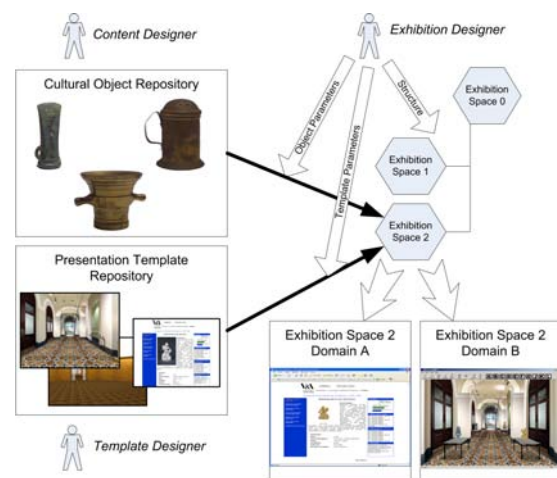 Content Designer
Exhibition Designer
Cultural Object Repository
Object Parameters
Template Parameters
Structure
Exhibition
Space 0
Exhibition
Space 1
Exhibition
Space 2
Presentation Template
Repository
V&A
Template Designer
Exhibition Space 2
Domain A
V&A
Exhibition Space 2
Domain B